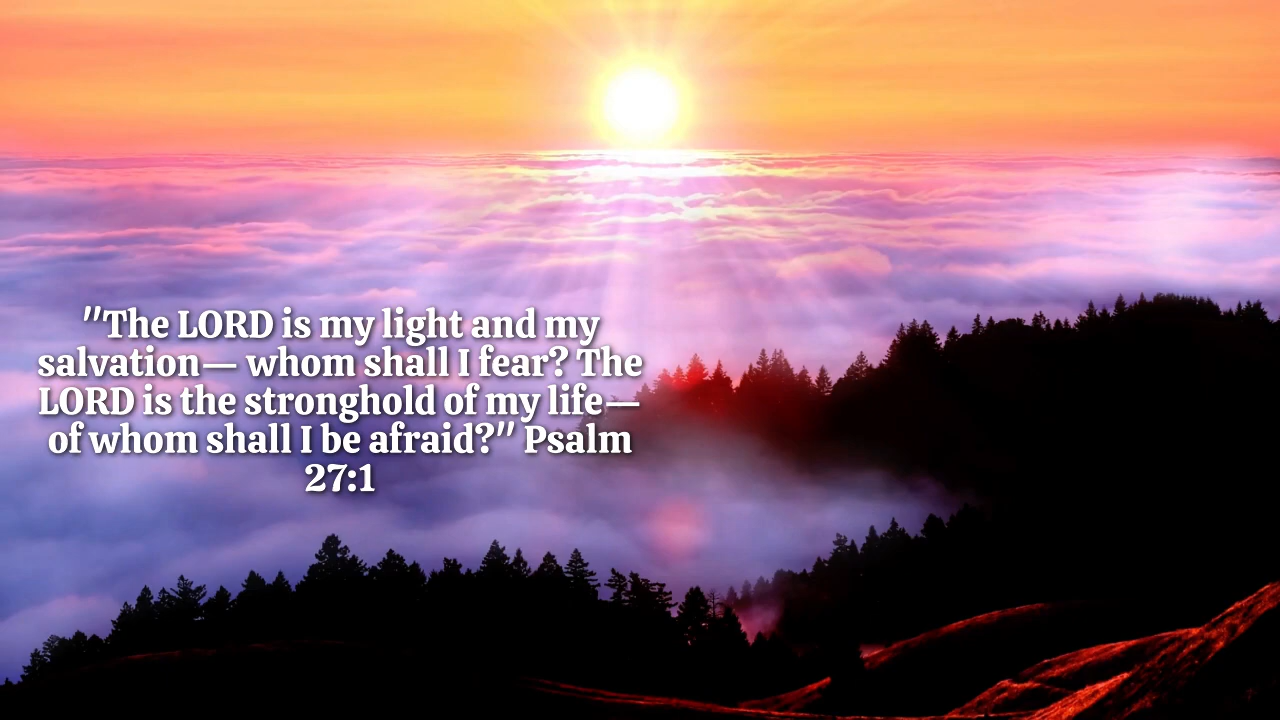 "The LORD is my light and my
salvation— whom shall I fear? The
LORD is the stronghold of my life—
of whom shall I be afraid?" Psalm
27:1